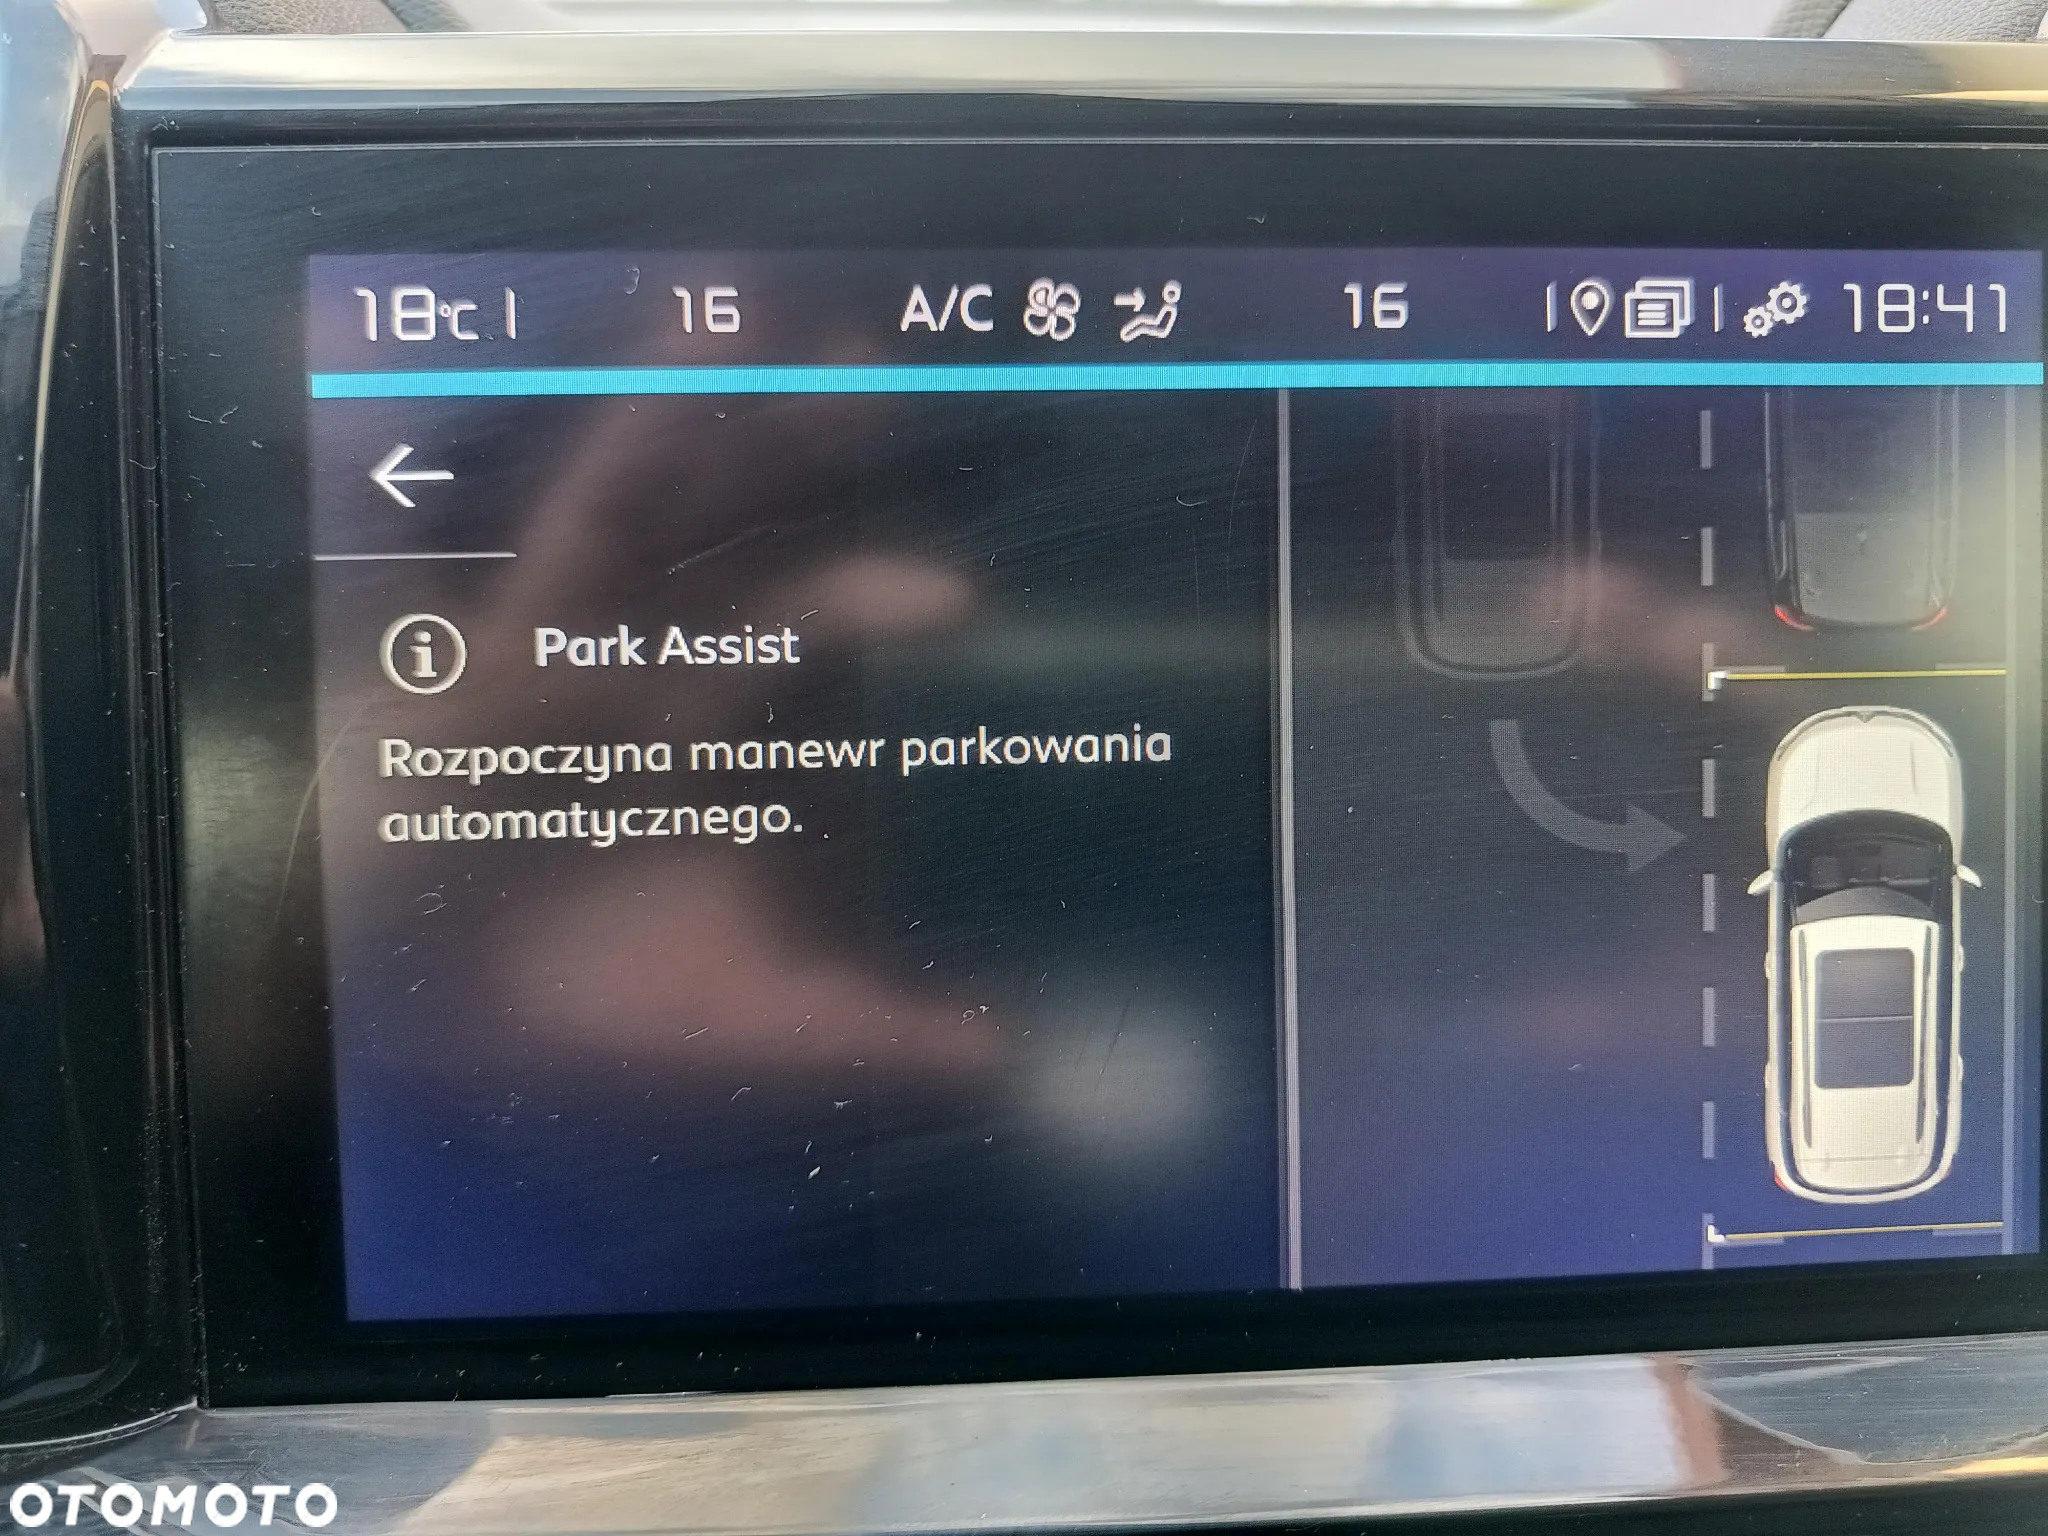 18°C 16 A/C 16 18:41
Park Assist
Rozpoczyna manewr parkowania
automatycznego.
OTOMOTO